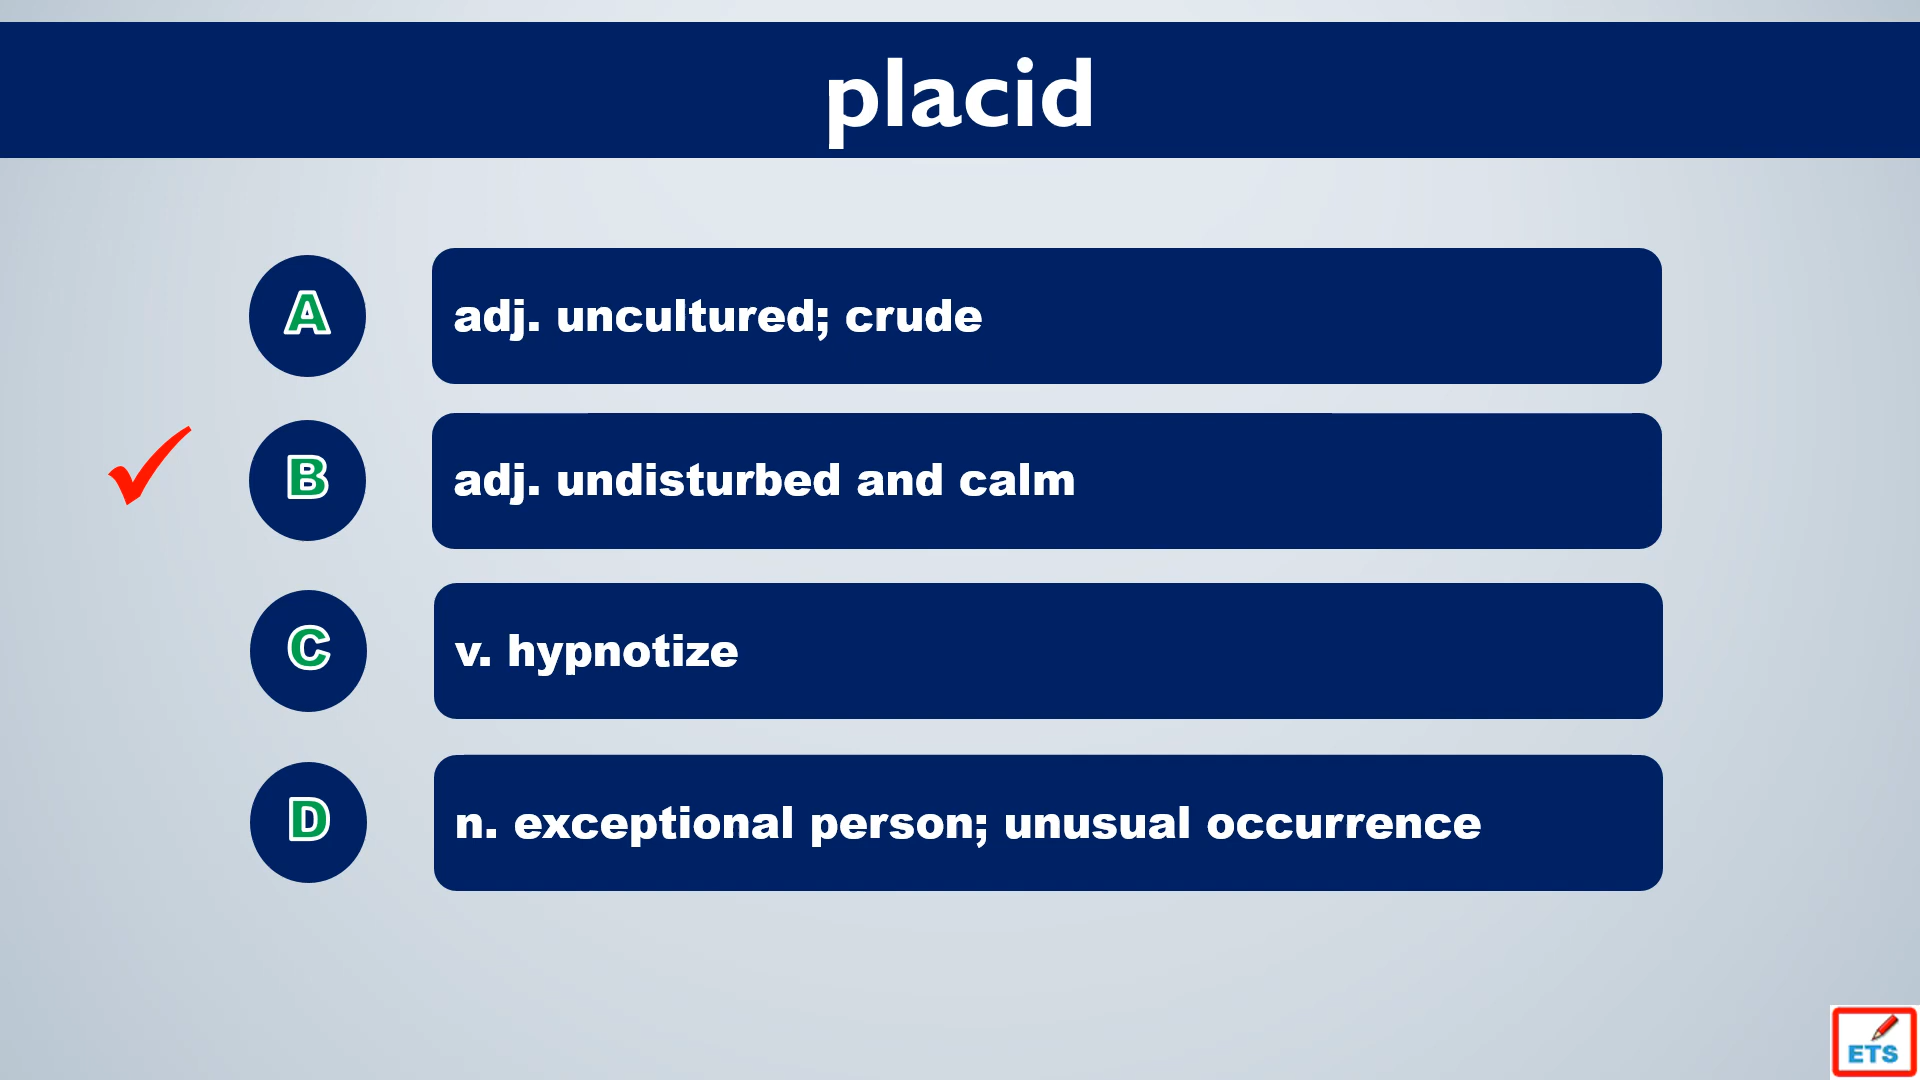 placid
A
adj. uncultured; crude
B
adj. undisturbed and calm
C
v. hypnotize
D
n. exceptional person; unusual occurrence
ETS